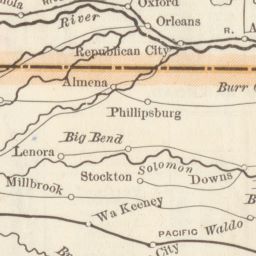 Oxford
Orleans
River
R.
Republican City
Almena
Burr
Phillipsburg
Big Bend
Lenora
Solomon
Stockton
Downs
Millbrook
Wa Keeney
PACIFIC
Waldo
City